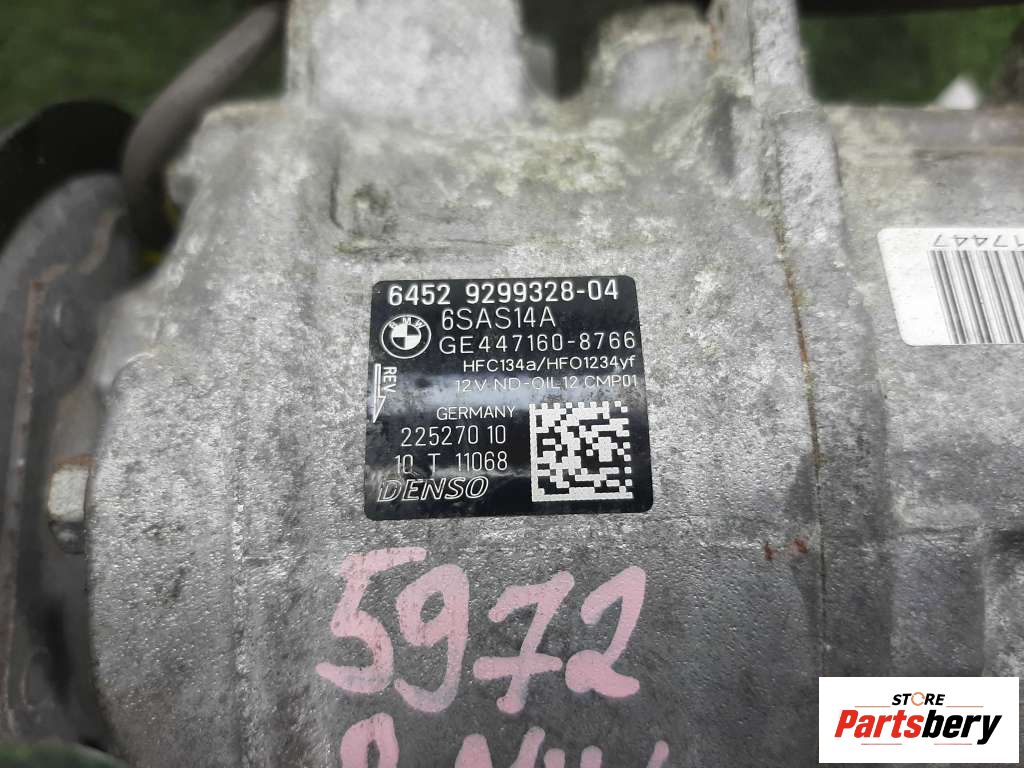 6452 9299328-04
BMW
6SAS14A
GE447160-8766
HFC134a/HFO1234yf
REV
12V ND-OIL12 CMP01
GERMANY
22527010
10 T 11068
DENSO
17447
5972
STORE
Partsbery